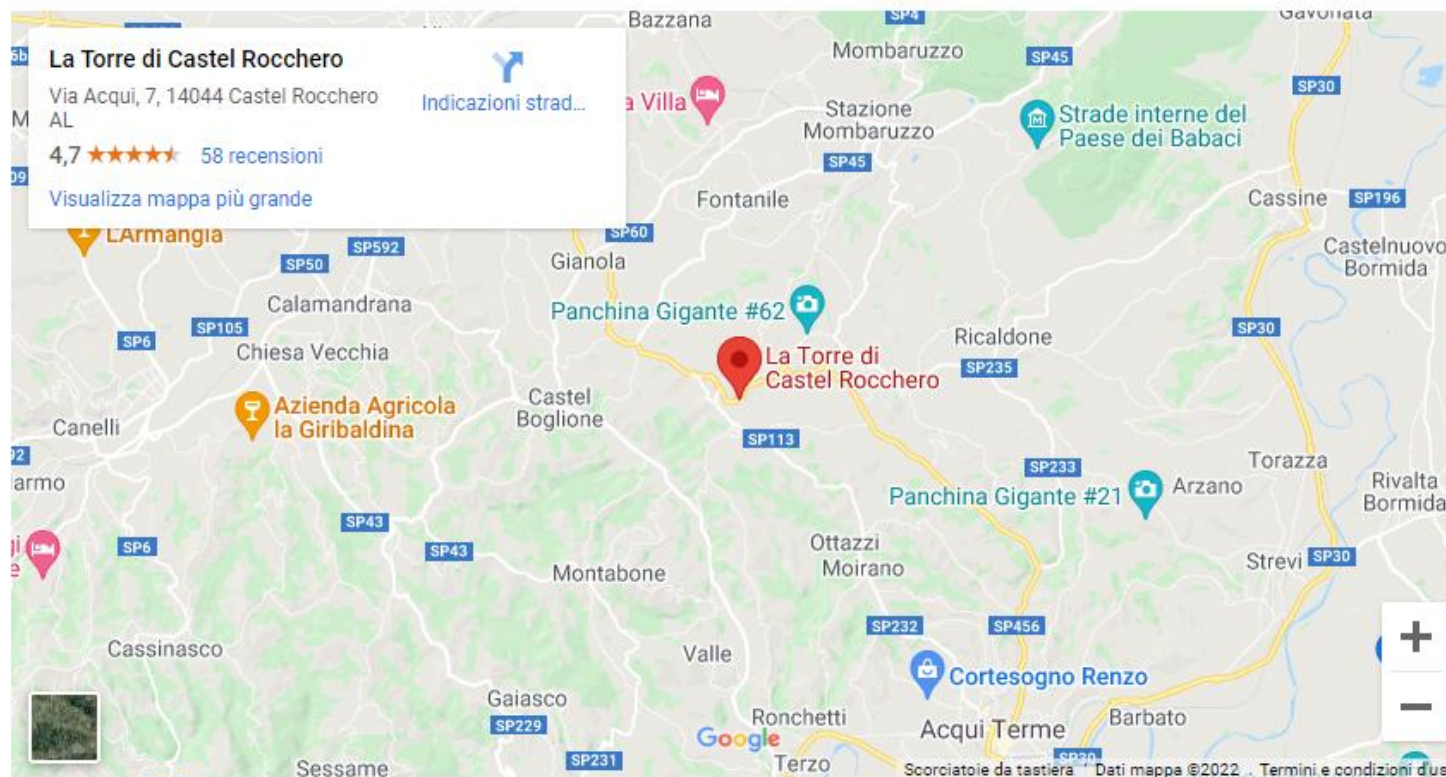 La Torre di Castel Rocchero
Via Acqui, 7, 14044 Castel Rocchero
AL
4,7
58 recensioni
Visualizza mappa più grande
Indicazioni strad...
Bazzana
SP4
Gavonata
Mombaruzzo
SP45
SP30
a Villa
Stazione
Mombaruzzo
Strade interne del
Paese dei Babaci
SP45
Fontanile
Cassine
SP196
L'Armangia
SP592
SP60
Gianola
SP50
Castelnuovo
Bormida
Calamandrana
Panchina Gigante #62
SP105
SP6
Chiesa Vecchia
SP30
Ricaldone
La Torre di
Castel Rocchero
SP235
Castel
Boglione
Azienda Agricola
la Giribaldina
Canelli
SP113
Torazza
SP233
Panchina Gigante #21
Arzano
Rivalta
Bormida
SP43
SP6
SP43
Ottazzi
Moirano
Strevi
SP30
Montabone
SP232
SP456
Cassinasco
Valle
Cortesogno Renzo
Gaiasco
SP229
Ronchetti
Google
Acqui Terme
Barbato
Sessame
SP231
Terzo
SP30
Scorciatoie da tastiera
Dati mappa ©2022
Termini e condizioni d'us